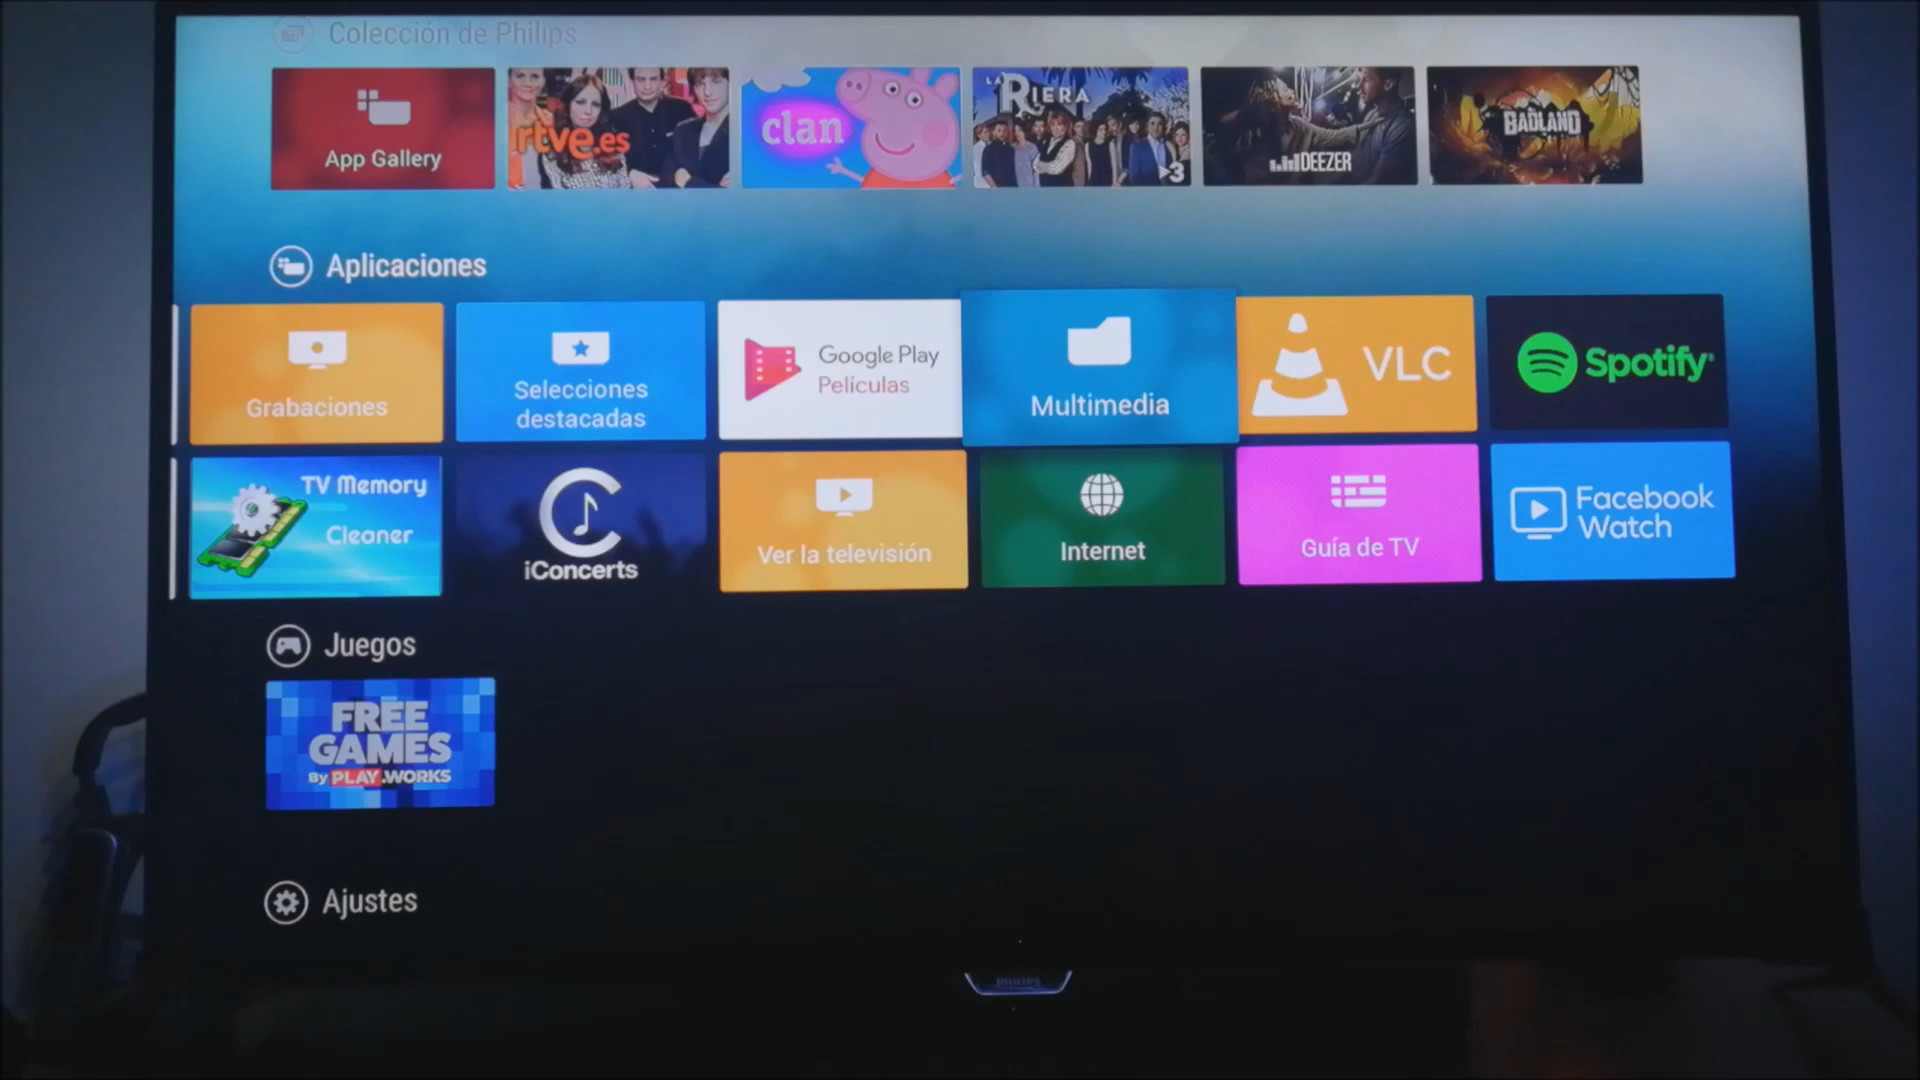 Colección de Philips
App Gallery
rtve.es
clan
LA RIERA
3
DEEZER
BADLAND
Aplicaciones
Grabaciones
Selecciones
destacadas
Google Play
Películas
Multimedia
VLC
Spotify
TV Memory
Cleaner
iConcerts
Ver la televisión
Internet
Guía de TV
Facebook
Watch
Juegos
FREE
GAMES
BY PLAY.WORKS
Ajustes
PHILIPS